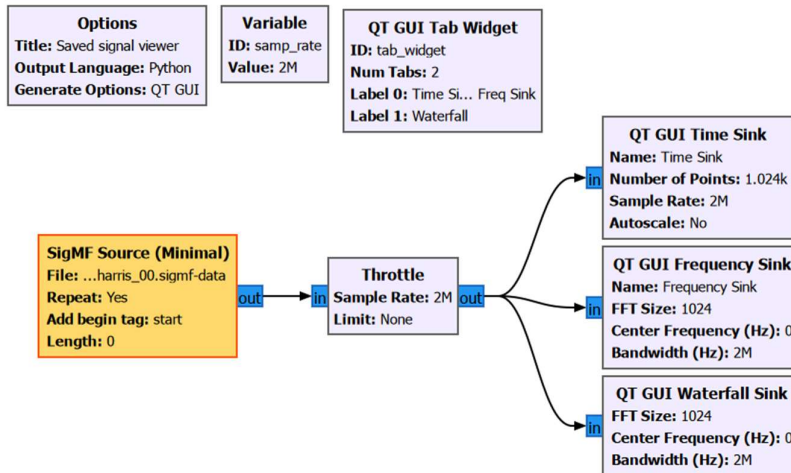 Options
Title: Saved signal viewer
Output Language: Python
Generate Options: QT GUI
Variable
ID: samp_rate
Value: 2M
QT GUI Tab Widget
ID: tab_widget
Num Tabs: 2
Label 0: Time Si... Freq Sink
Label 1: Waterfall
SigMF Source (Minimal)
File: ...harris_00.sigmf-data
Repeat: Yes
Add begin tag: start
Length: 0
out
in
Throttle
Sample Rate: 2M
Limit: None
out
in
QT GUI Time Sink
Name: Time Sink
Number of Points: 1.024k
Sample Rate: 2M
Autoscale: No
in
QT GUI Frequency Sink
Name: Frequency Sink
FFT Size: 1024
Center Frequency (Hz): 0
Bandwidth (Hz): 2M
in
QT GUI Waterfall Sink
FFT Size: 1024
Center Frequency (Hz): 0
Bandwidth (Hz): 2M